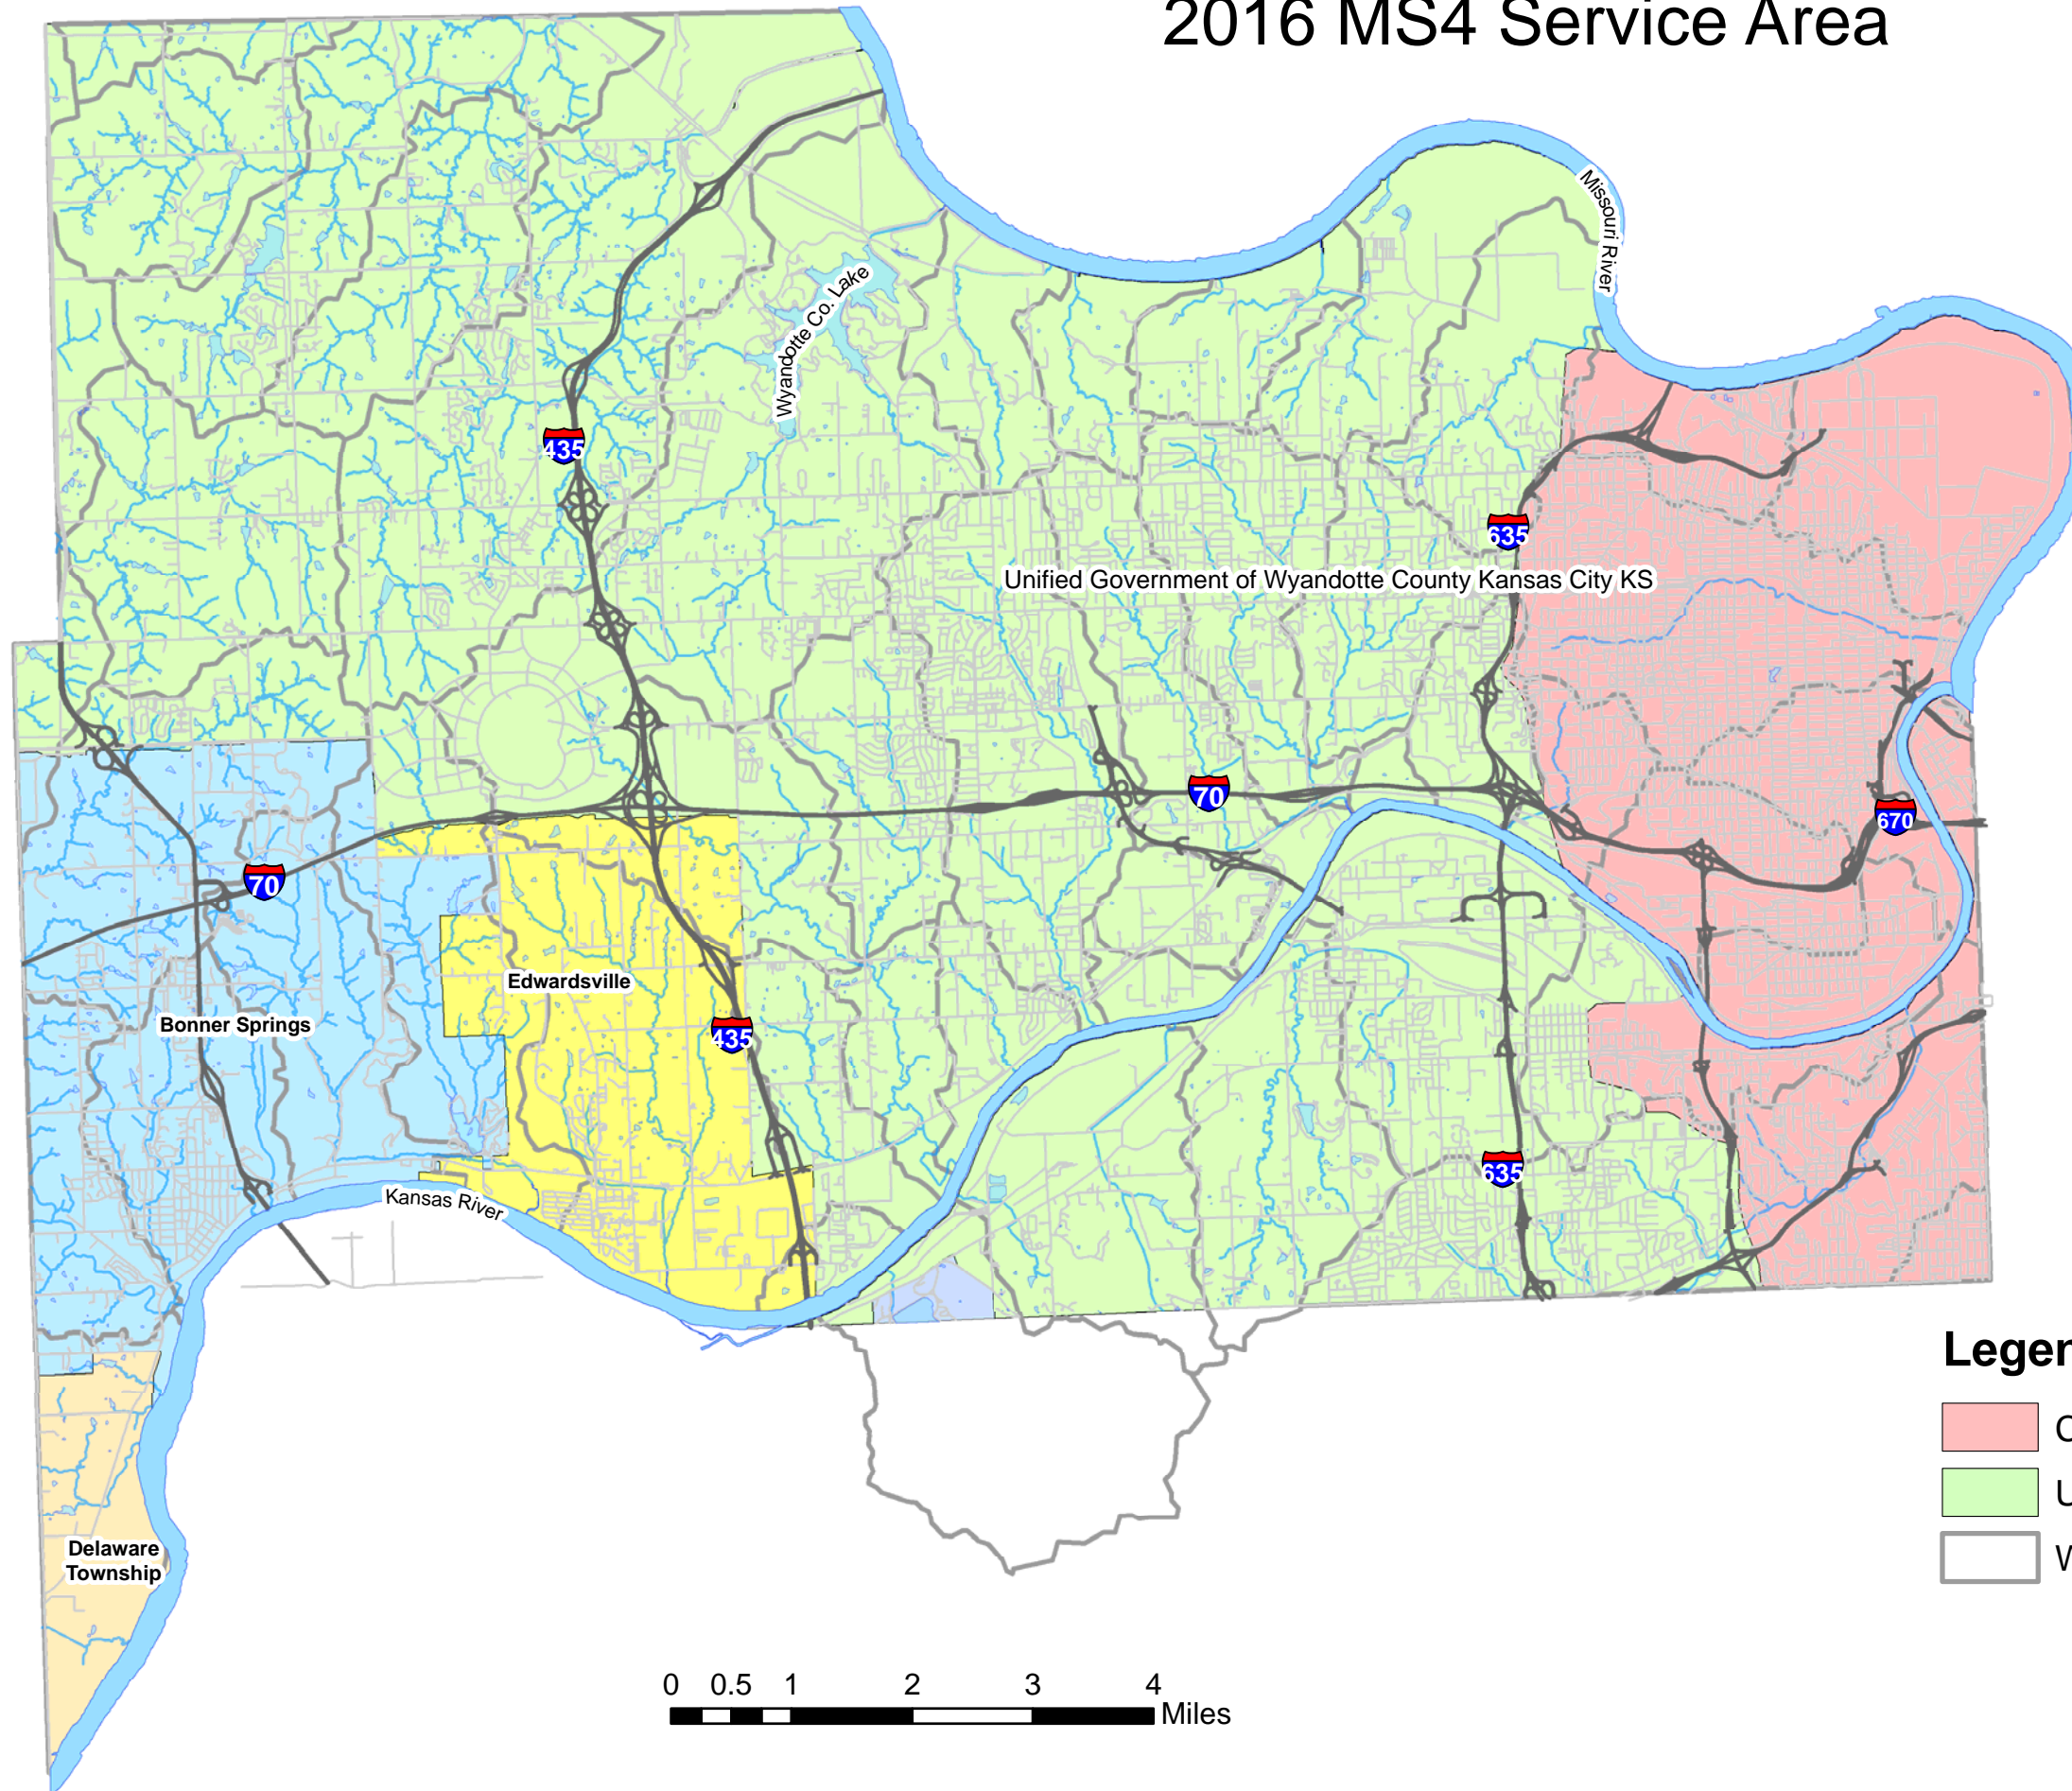 2016 MS4 Service Area
Missouri River
Wyandotte Co. Lake
435
635
Unified Government of Wyandotte County Kansas City KS
70
670
70
Edwardsville
Bonner Springs
435
635
Kansas River
Delaware
Township
0 0.5 1 2 3 4
Miles